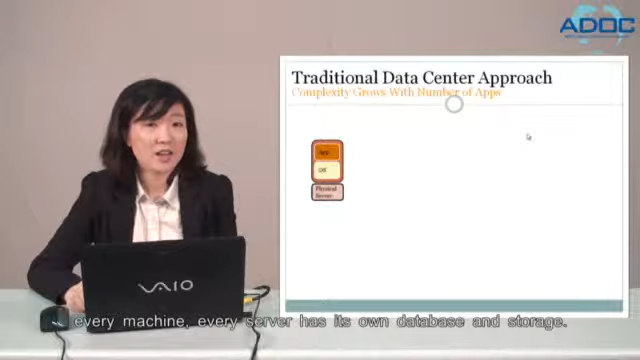 ADOC
Traditional Data Center Approach
Complexity Grows With Number of Apps
App
OS
Physical
Server
VAIO
every machine, every server has its own database and storage.